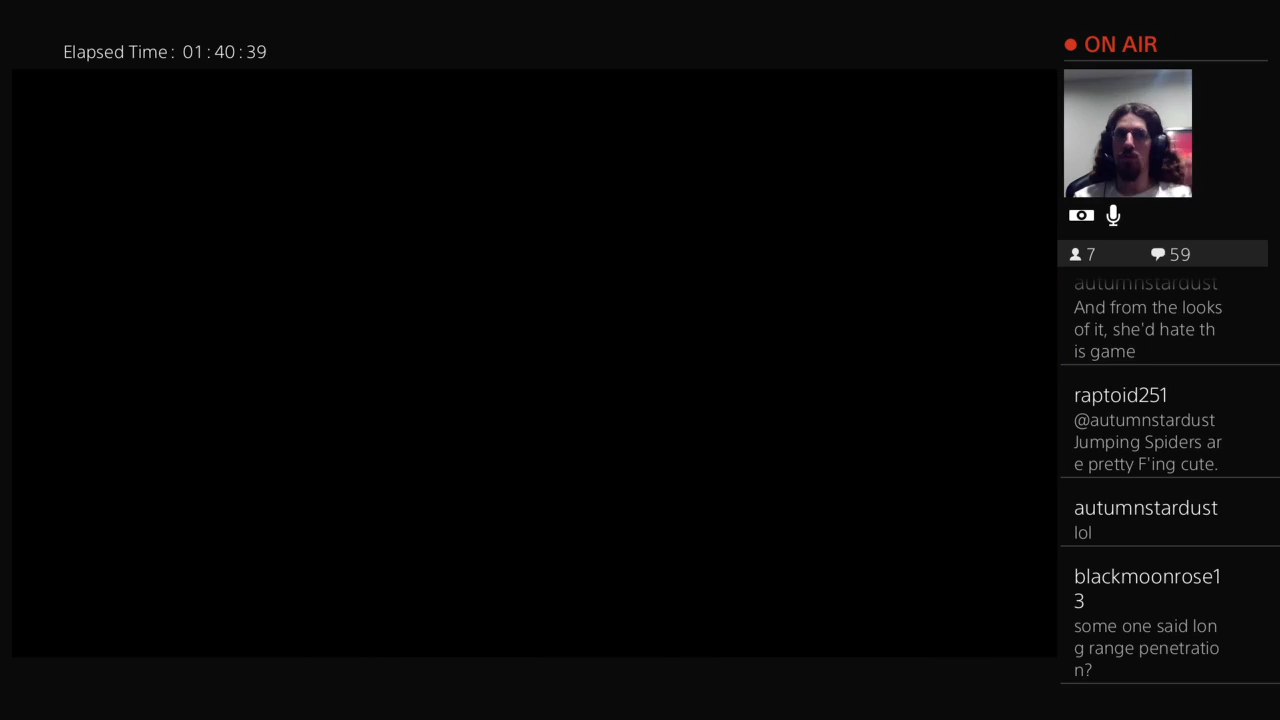 Elapsed Time: 01:40:39
ON AIR
7 59
autumnstardust
And from the looks
of it, she'd hate th
is game
raptoid251
@autumnstardust
Jumping Spiders ar
e pretty F'ing cute.
autumnstardust
lol
blackmoonrose1
3
some one said lon
g range penetratio
n?